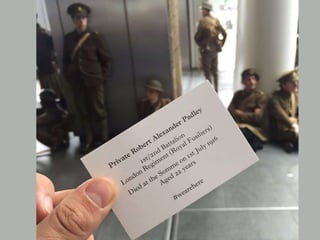 Private Robert Alexander Pudley
1st/2nd Battalion
London Regiment (Royal Fusiliers)
Died at the Somme on 1st July 1916
Aged 22 years
#wearehere